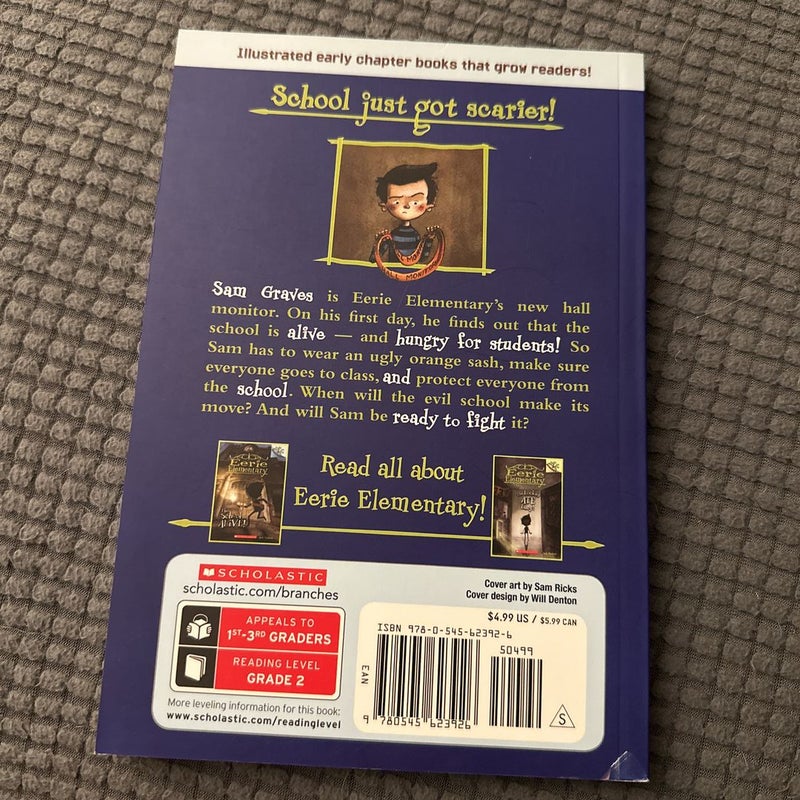 Illustrated early chapter books that grow readers!
School just got scarier!
Sam Graves is Eerie Elementary's new hall
monitor. On his first day, he finds out that the
school is alive — and hungry for students! So
Sam has to wear an ugly orange sash, make sure
everyone goes to class, and protect everyone from
the school. When will the evil school make its
move? And will Sam be ready to fight it?
Eerie
Elementary
ALIVE!
Read all about
Eerie Elementary!
Eerie
Elementary
SCHOLASTIC
scholastic.com/branches
APPEALS TO
1ST-3RD GRADERS
READING LEVEL
GRADE 2
More leveling information for this book:
www.scholastic.com/readinglevel
Cover art by Sam Ricks
Cover design by Will Denton
$4.99 US / $5.99 CAN
ISBN 978-0-545-62392-6
50499
EAN
9 780545 623926
S